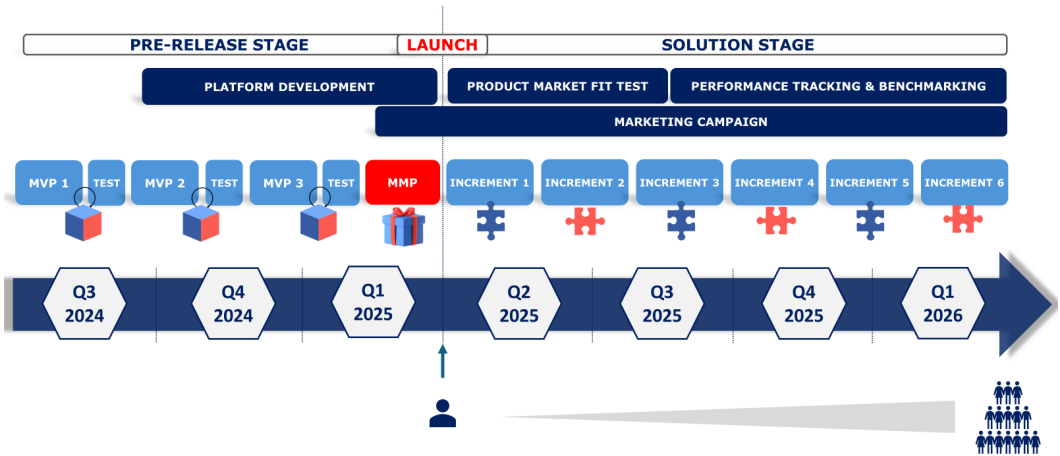 PRE-RELEASE STAGE
LAUNCH
SOLUTION STAGE
PLATFORM DEVELOPMENT
PRODUCT MARKET FIT TEST
PERFORMANCE TRACKING & BENCHMARKING
MARKETING CAMPAIGN
MVP 1
TEST
MVP 2
TEST
MVP 3
TEST
MMP
INCREMENT 1
INCREMENT 2
INCREMENT 3
INCREMENT 4
INCREMENT 5
INCREMENT 6
Q3
2024
Q4
2024
Q1
2025
Q2
2025
Q3
2025
Q4
2025
Q1
2026